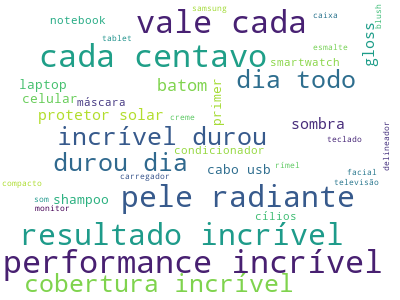 samsung
vale cada
caixa
blush
notebook
gloss
tablet
esmalte
cada centavo
smartwatch
dia todo
laptop
batom
celular
máscara
primer
protetor solar
creme
sombra
incrível durou
delineador
teclado
condicionador
durou dia
cabo usb
rímel
carregador
facial
televisão
compacto
pele radiante
som
shampoo
monitor
cílios
resultado incrível
performance incrível
cobertura incrível